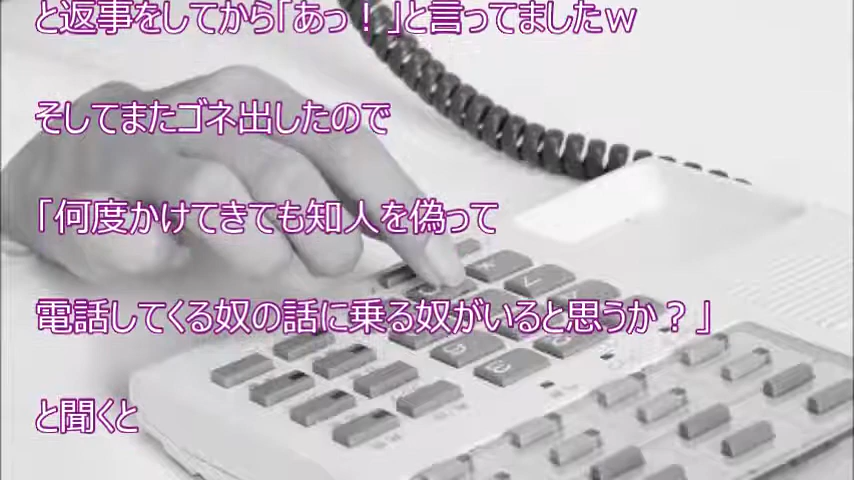 と返事をしてから「あっ！」と言ってましたｗ
そしてまたゴネ出したので
「何度かけてきても知人を偽って
電話してくる奴の話に乗る奴がいると思うか？」
と聞くと